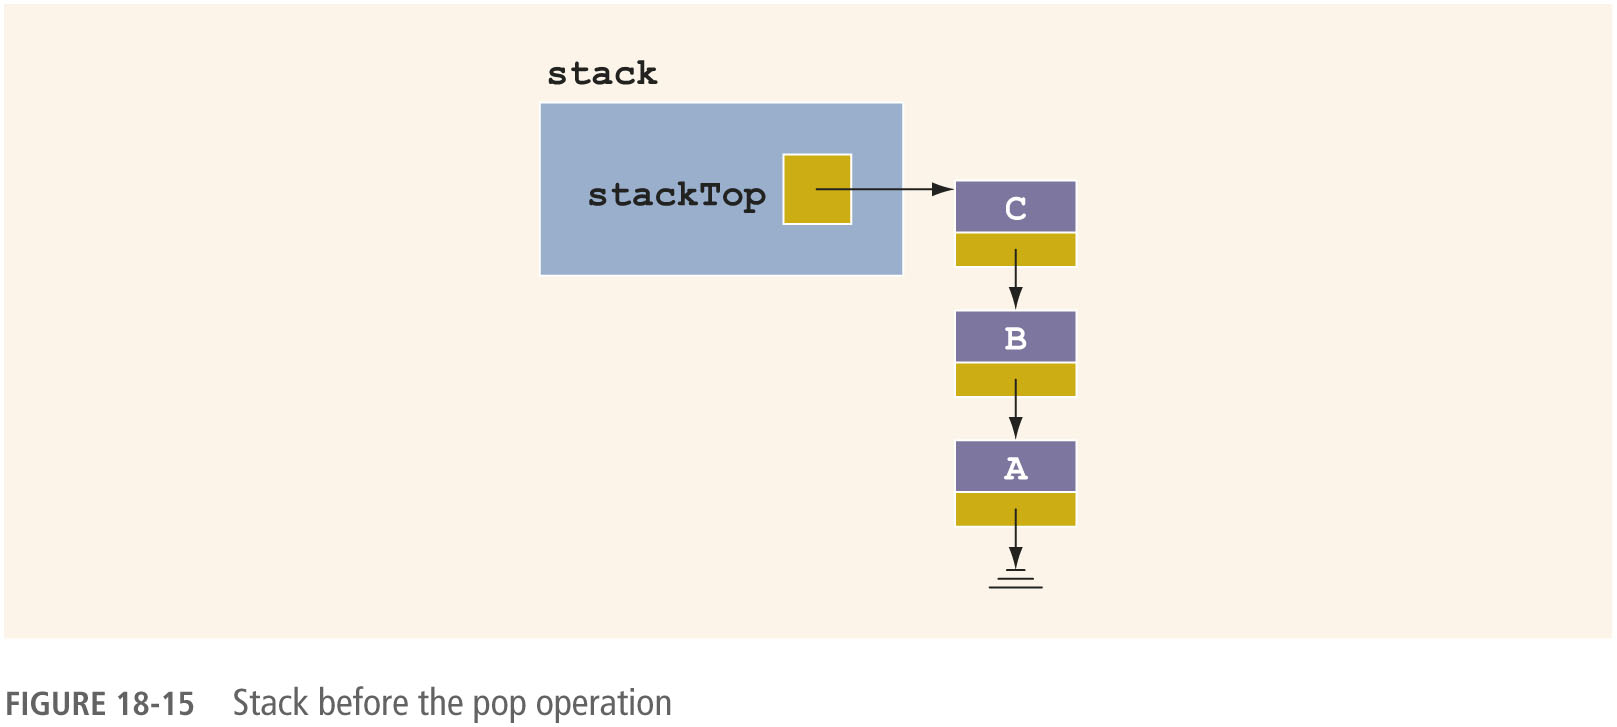 stack
stackTop
C
B
A
FIGURE 18-15 Stack before the pop operation